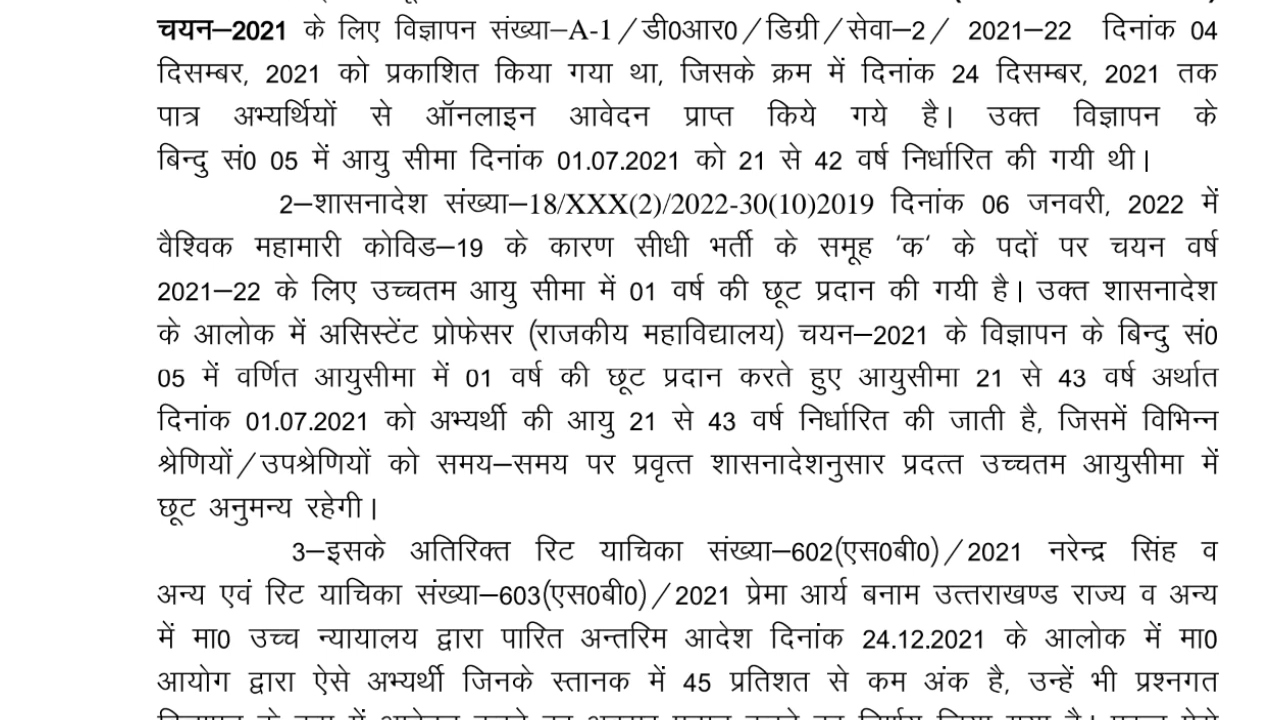 चयन–2021 के लिए विज्ञापन संख्या–A-1/डी0आर0/डिग्री/सेवा–2/ 2021–22 दिनांक 04
दिसम्बर, 2021 को प्रकाशित किया गया था, जिसके क्रम में दिनांक 24 दिसम्बर, 2021 तक
पात्र अभ्यर्थियों से ऑनलाइन आवेदन प्राप्त किये गये है। उक्त विज्ञापन के
बिन्दु सं0 05 में आयु सीमा दिनांक 01.07.2021 को 21 से 42 वर्ष निर्धारित की गयी थी।
2–शासनादेश संख्या–18/XXX(2)/2022-30(10)2019 दिनांक 06 जनवरी, 2022 में
वैश्विक महामारी कोविड–19 के कारण सीधी भर्ती के समूह ‘क’ के पदों पर चयन वर्ष
2021–22 के लिए उच्चतम आयु सीमा में 01 वर्ष की छूट प्रदान की गयी है। उक्त शासनादेश
के आलोक में असिस्टेंट प्रोफेसर (राजकीय महाविद्यालय) चयन–2021 के विज्ञापन के बिन्दु सं0
05 में वर्णित आयुसीमा में 01 वर्ष की छूट प्रदान करते हुए आयुसीमा 21 से 43 वर्ष अर्थात
दिनांक 01.07.2021 को अभ्यर्थी की आयु 21 से 43 वर्ष निर्धारित की जाती है, जिसमें विभिन्न
श्रेणियों/उपश्रेणियों को समय–समय पर प्रवृत्त शासनादेशनुसार प्रदत्त उच्चतम आयुसीमा में
छूट अनुमन्य रहेगी।
3–इसके अतिरिक्त रिट याचिका संख्या–602(एस0बी0)/2021 नरेन्द्र सिंह व
अन्य एवं रिट याचिका संख्या–603(एस0बी0)/2021 प्रेमा आर्य बनाम उत्तराखण्ड राज्य व अन्य
में मा0 उच्च न्यायालय द्वारा पारित अन्तरिम आदेश दिनांक 24.12.2021 के आलोक में मा0
आयोग द्वारा ऐसे अभ्यर्थी जिनके स्तानक में 45 प्रतिशत से कम अंक है, उन्हें भी प्रश्नगत